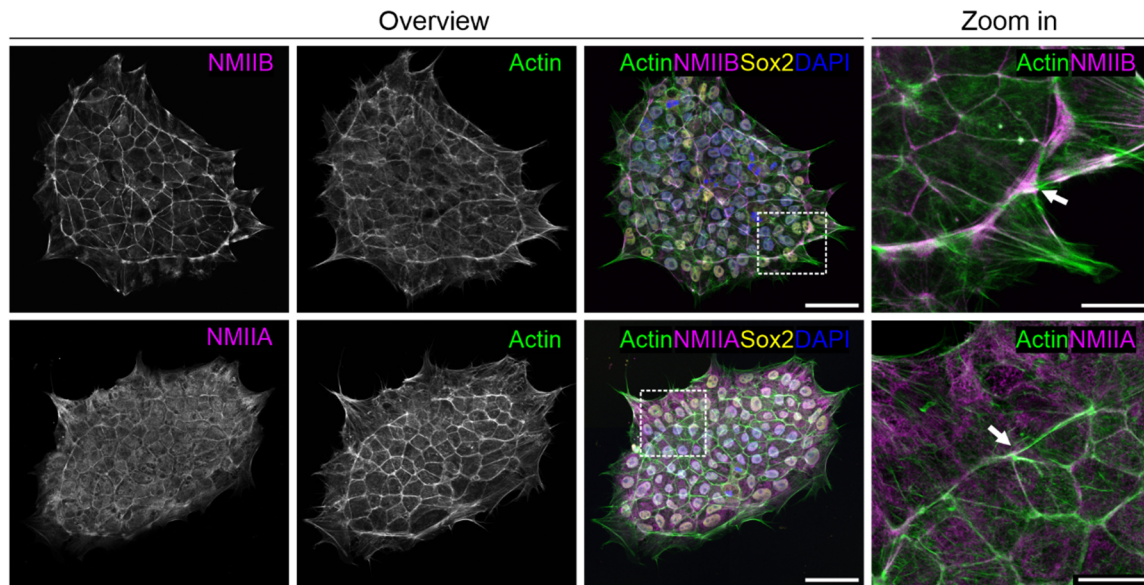 Overview
Zoom in
NMIIB
Actin
ActinNMIIBSox2DAPI
ActinNMIIB
NMIIA
Actin
ActinNMIIASox2DAPI
ActinNMIIA